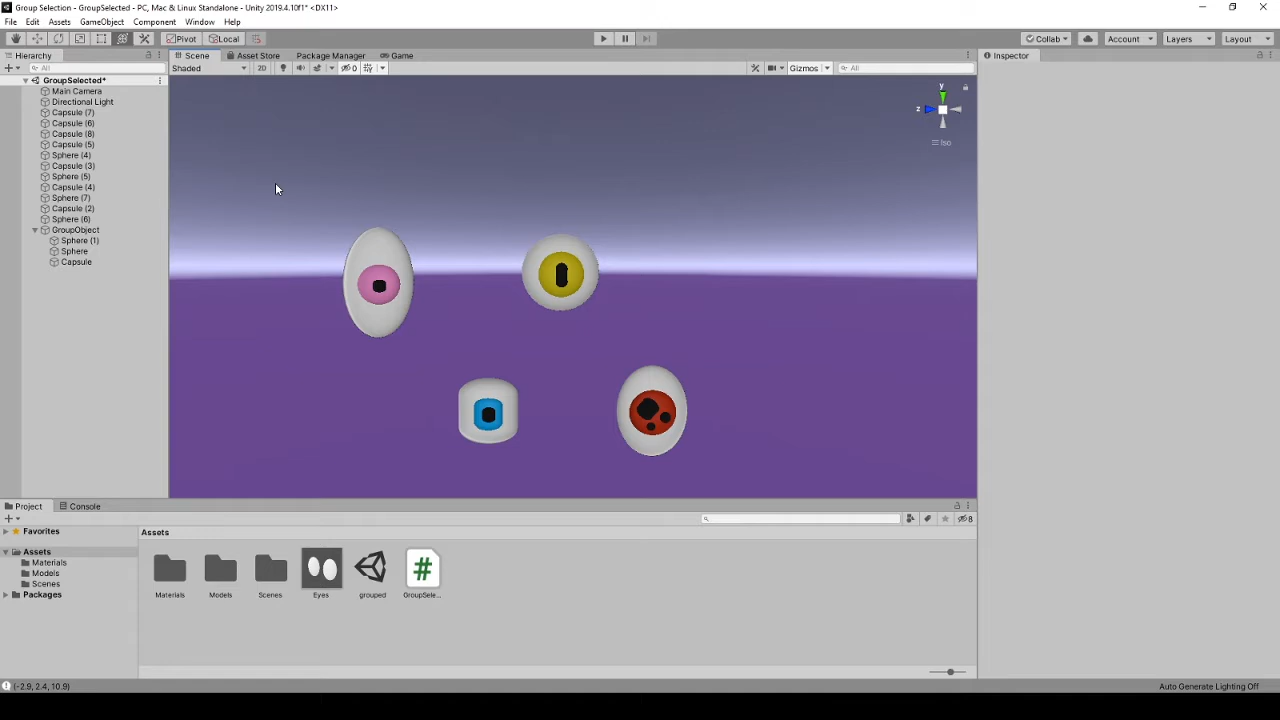 Group Selection - GroupSelected - PC, Mac & Linux Standalone - Unity 2019.4.10f1* <DX11>
File Edit Assets GameObject Component Window Help
Pivot Local Collab Account Layers Layout
Hierarchy Scene Asset Store Package Manager Game Inspector
All Shaded 2D 0 Gizmos All
GroupSelected*
Main Camera
Directional Light
Capsule (7)
Capsule (6)
Capsule (8)
Capsule (5)
Sphere (4)
Capsule (3)
Sphere (5)
Capsule (4)
Sphere (7)
Capsule (2)
Sphere (6)
GroupObject
Sphere (1)
Sphere
Capsule
y
z
Iso
Project Console
8
Favorites
Assets
Materials
Models
Scenes
Packages
Assets
Materials Models Scenes Eyes grouped GroupSele...
(-2.9, 2.4, 10.9) Auto Generate Lighting Off